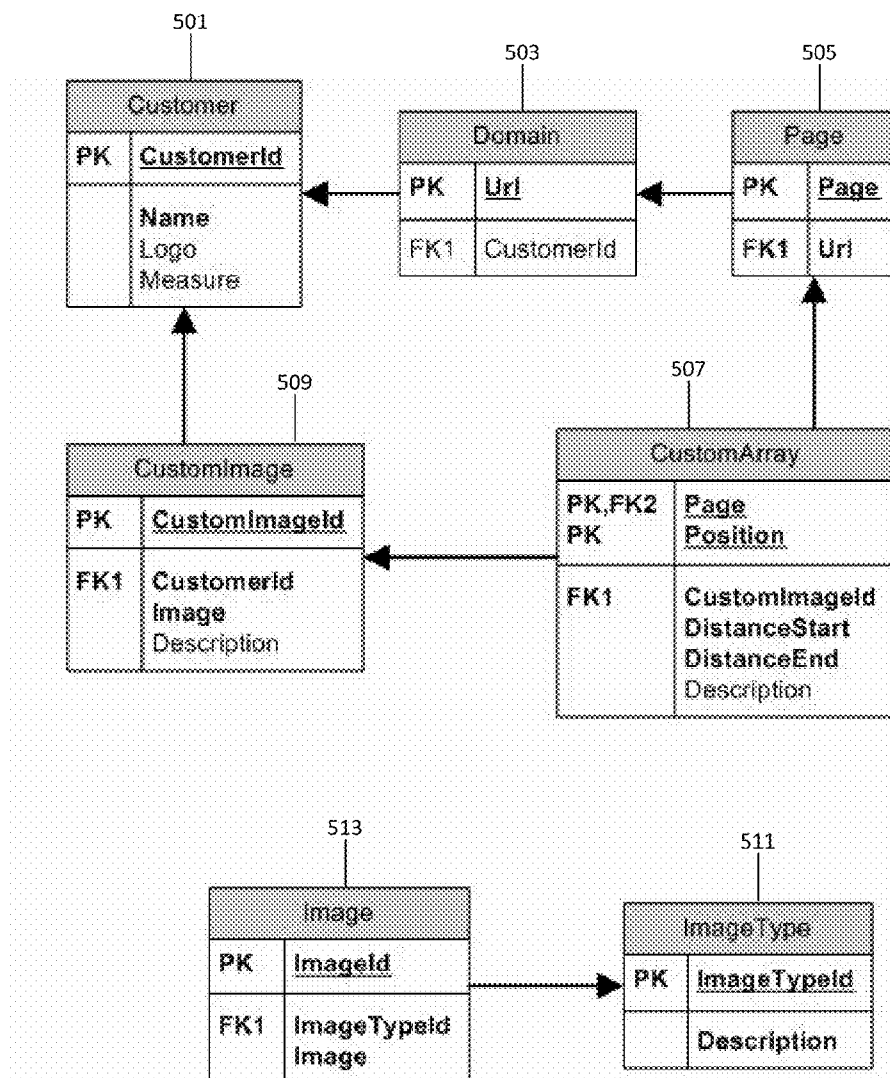 501
Customer
PK CustomerId
Name
Logo
Measure
503
Domain
PK Url
FK1 CustomerId
505
Page
PK Page
FK1 Url
509
CustomImage
PK CustomImageId
FK1 CustomerId
Image
Description
507
CustomArray
PK,FK2 Page
PK Position
FK1 CustomImageId
DistanceStart
DistanceEnd
Description
513
Image
PK ImageId
FK1 ImageTypeId
Image
511
ImageType
PK ImageTypeId
Description